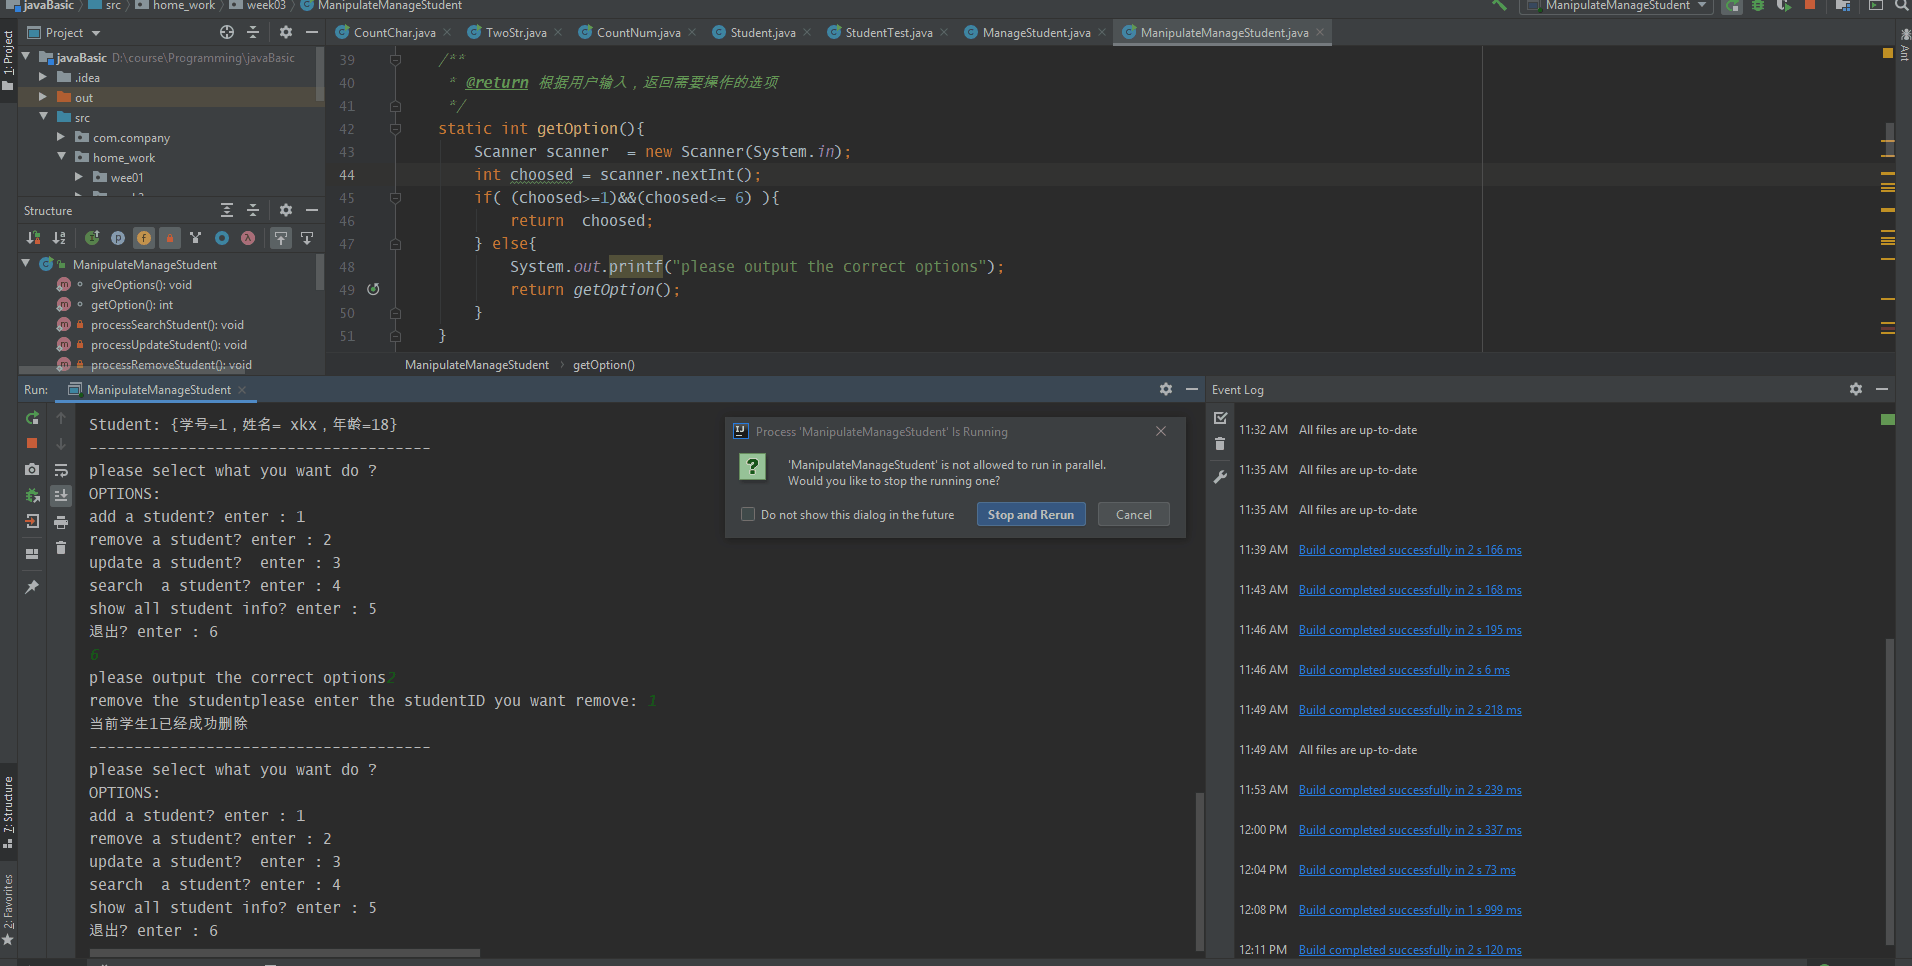 javaBasic src home_work week03 ManipulateManageStudent
ManipulateManageStudent
1: Project
Project
CountChar.java TwoStr.java CountNum.java Student.java StudentTest.java ManageStudent.java ManipulateManageStudent.java
Ant
javaBasic D:\course\Programming\javaBasic
.idea
out
src
com.company
home_work
wee01
39 /**
40 * @return 根据用户输入，返回需要操作的选项
41 */
42 static int getOption(){
43 Scanner scanner  = new Scanner(System.in);
44 int choosed = scanner.nextInt();
45 if( (choosed>=1)&&(choosed<= 6) ){
46 return  choosed;
47 } else{
48 System.out.printf("please output the correct options");
49 return getOption();
50 }
51 }
ManipulateManageStudent › getOption()
Structure
ManipulateManageStudent
giveOptions(): void
getOption(): int
processSearchStudent(): void
processUpdateStudent(): void
processRemoveStudent(): void
Run: ManipulateManageStudent
Student: {学号=1，姓名= xkx，年龄=18}
--------------------------------------
please select what you want do ?
OPTIONS:
add a student? enter : 1
remove a student? enter : 2
update a student?  enter : 3
search  a student? enter : 4
show all student info? enter : 5
退出? enter : 6
6
please output the correct options2
remove the studentplease enter the studentID you want remove: 1
当前学生1已经成功删除
--------------------------------------
please select what you want do ?
OPTIONS:
add a student? enter : 1
remove a student? enter : 2
update a student?  enter : 3
search  a student? enter : 4
show all student info? enter : 5
退出? enter : 6
Process 'ManipulateManageStudent' Is Running
'ManipulateManageStudent' is not allowed to run in parallel.
Would you like to stop the running one?
Do not show this dialog in the future
Stop and Rerun
Cancel
Event Log
11:32 AM All files are up-to-date
11:35 AM All files are up-to-date
11:35 AM All files are up-to-date
11:39 AM Build completed successfully in 2 s 166 ms
11:43 AM Build completed successfully in 2 s 168 ms
11:46 AM Build completed successfully in 2 s 195 ms
11:46 AM Build completed successfully in 2 s 6 ms
11:49 AM Build completed successfully in 2 s 218 ms
11:49 AM All files are up-to-date
11:53 AM Build completed successfully in 2 s 239 ms
12:00 PM Build completed successfully in 2 s 337 ms
12:04 PM Build completed successfully in 2 s 73 ms
12:08 PM Build completed successfully in 1 s 999 ms
12:11 PM Build completed successfully in 2 s 120 ms
7: Structure
2: Favorites